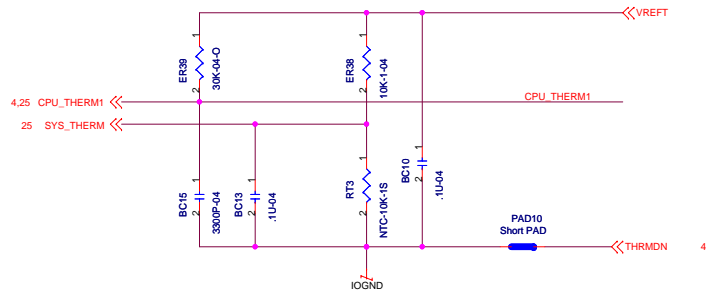 VREFT
1
ER39
30K-04-O
2
1
ER38
10K-1-04
2
4,25 CPU_THERM1
CPU_THERM1
25 SYS_THERM
1
BC15
3300P-04
2
1
BC13
.1U-04
2
1
RT3
NTC-10K-1S
2
1
BC10
.1U-04
2
PAD10
Short PAD
THRMDN 4
IOGND